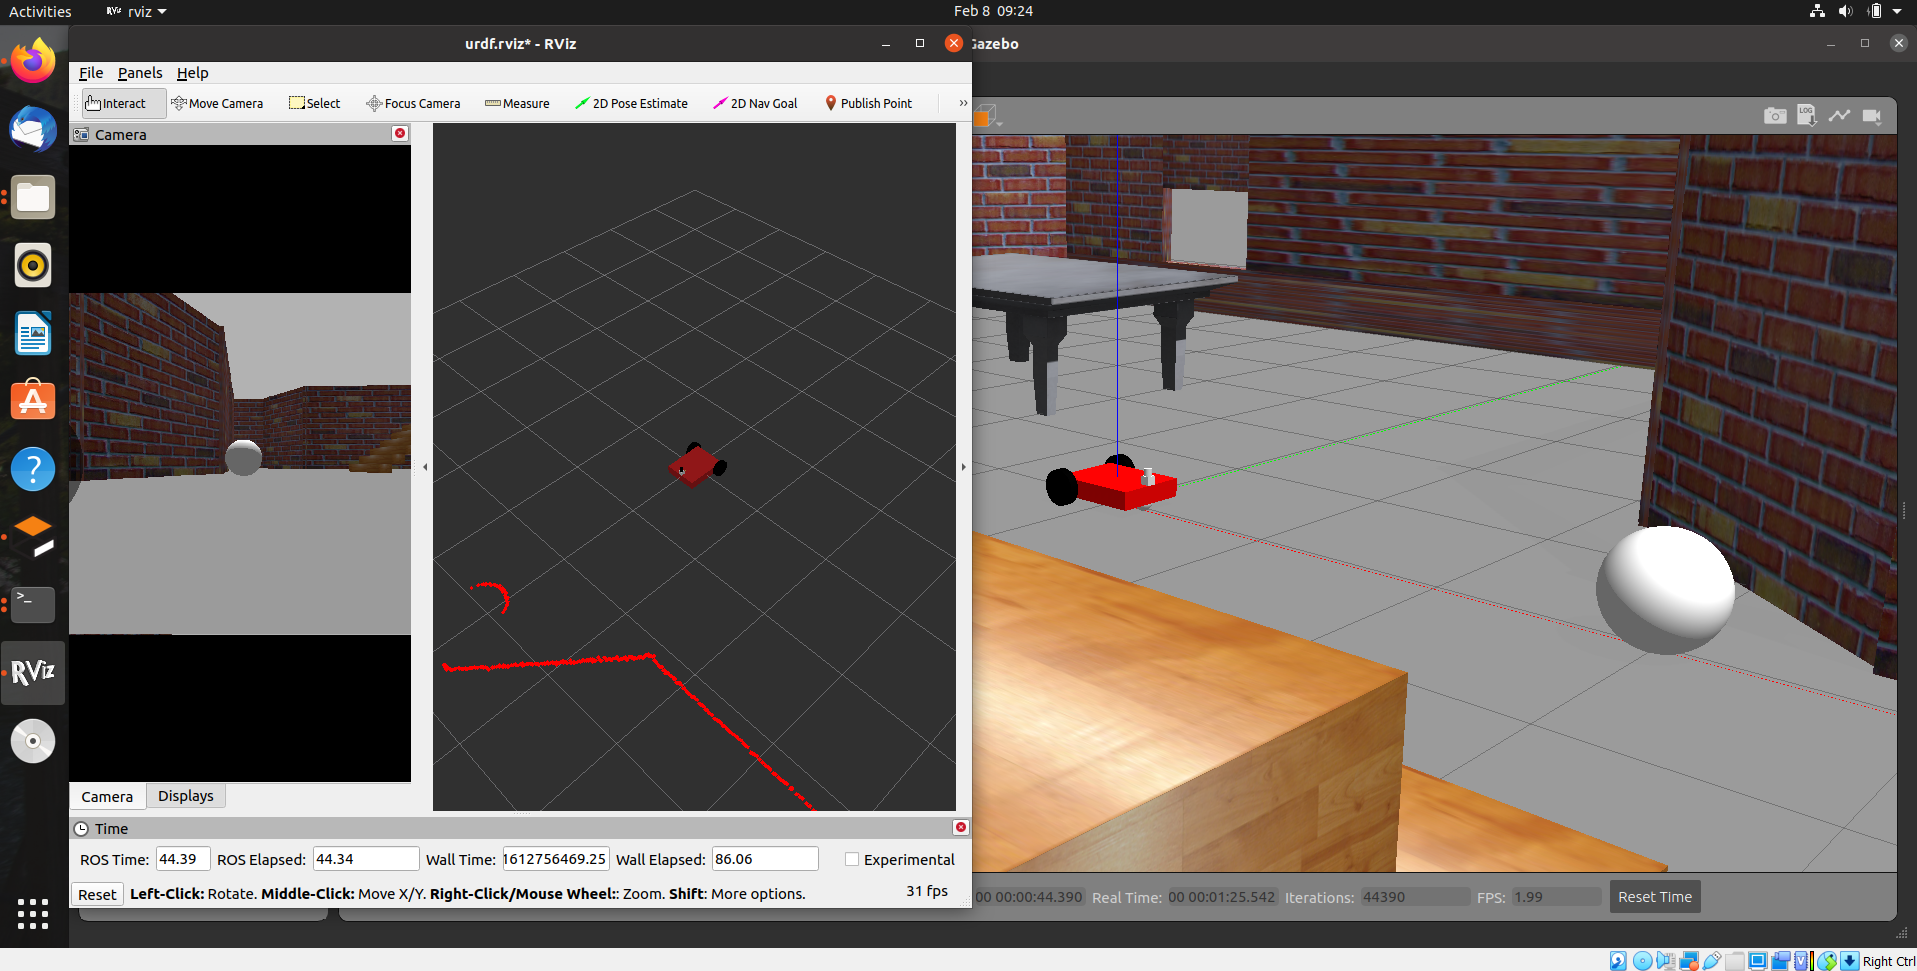 Activities
RViz rviz
Feb 8 09:24
urdf.rviz* - RViz
Gazebo
File Panels Help
Interact Move Camera Select Focus Camera Measure 2D Pose Estimate 2D Nav Goal Publish Point »
LOG
Camera
>_
RViz
Camera Displays
Time
ROS Time: 44.39 ROS Elapsed: 44.34 Wall Time: 1612756469.25 Wall Elapsed: 86.06 Experimental
Reset Left-Click: Rotate. Middle-Click: Move X/Y. Right-Click/Mouse Wheel:: Zoom. Shift: More options. 31 fps
00 00:00:44.390 Real Time: 00 00:01:25.542 Iterations: 44390 FPS: 1.99 Reset Time
Right Ctrl